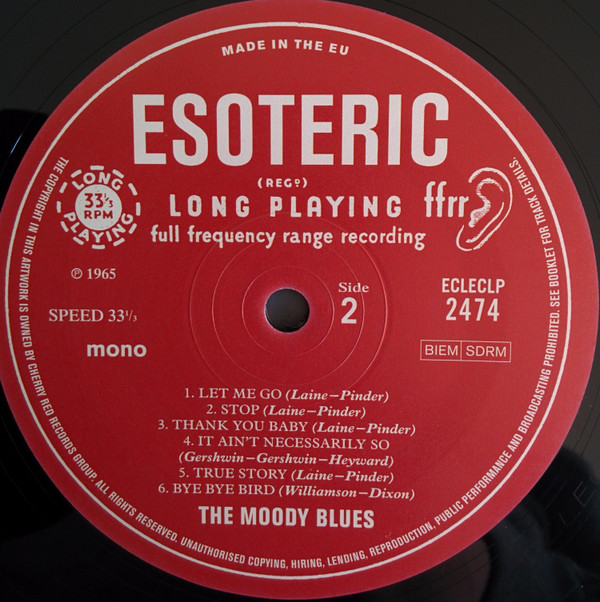 MADE IN THE EU
ESOTERIC
(REGD)
LONG PLAYING ffrr
full frequency range recording
LONG PLAYING
33⅓ RPM
℗ 1965
SPEED 33⅓
mono
Side
2
ECLECLP
2474
BIEM SDRM
1. LET ME GO (Laine–Pinder)
2. STOP (Laine–Pinder)
3. THANK YOU BABY (Laine–Pinder)
4. IT AIN'T NECESSARILY SO
(Gershwin–Gershwin–Heyward)
5. TRUE STORY (Laine–Pinder)
6. BYE BYE BIRD (Williamson–Dixon)
THE MOODY BLUES
THE COPYRIGHT IN THIS ARTWORK IS OWNED BY CHERRY RED RECORDS GROUP. ALL RIGHTS RESERVED. UNAUTHORISED COPYING, HIRING, LENDING, REPRODUCTION, PUBLIC PERFORMANCE AND BROADCASTING PROHIBITED. SEE BOOKLET FOR TRACK DETAILS.